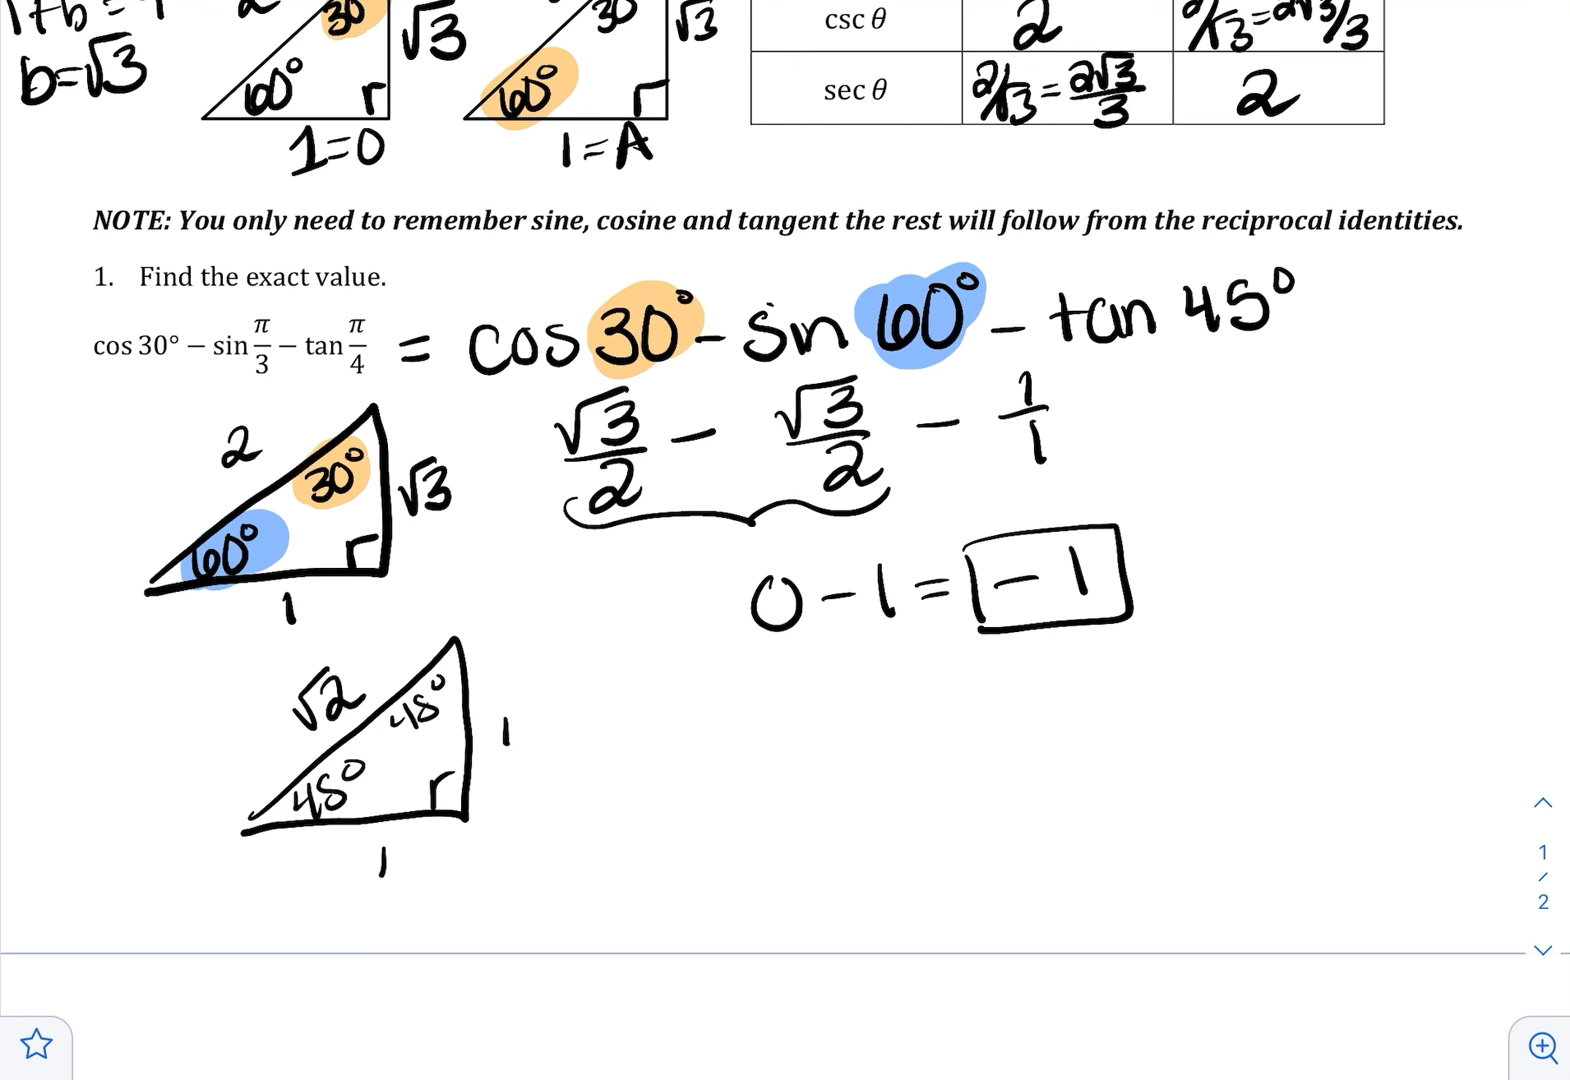 1+b
b=√3
2
30
√3
60°
1=O
30
√3
60°
1=A
csc θ 2 2/√3=2√3/3
sec θ 2/√3=2√3/3 2
NOTE: You only need to remember sine, cosine and tangent the rest will follow from the reciprocal identities.
1. Find the exact value.
cos 30° − sin π/3 − tan π/4 = cos 30° - sin 60° - tan 45°
√3/2 - √3/2 - 1/1
0-1=-1
2
30°
√3
60°
1
√2
45°
1
45°
1
1
/
2